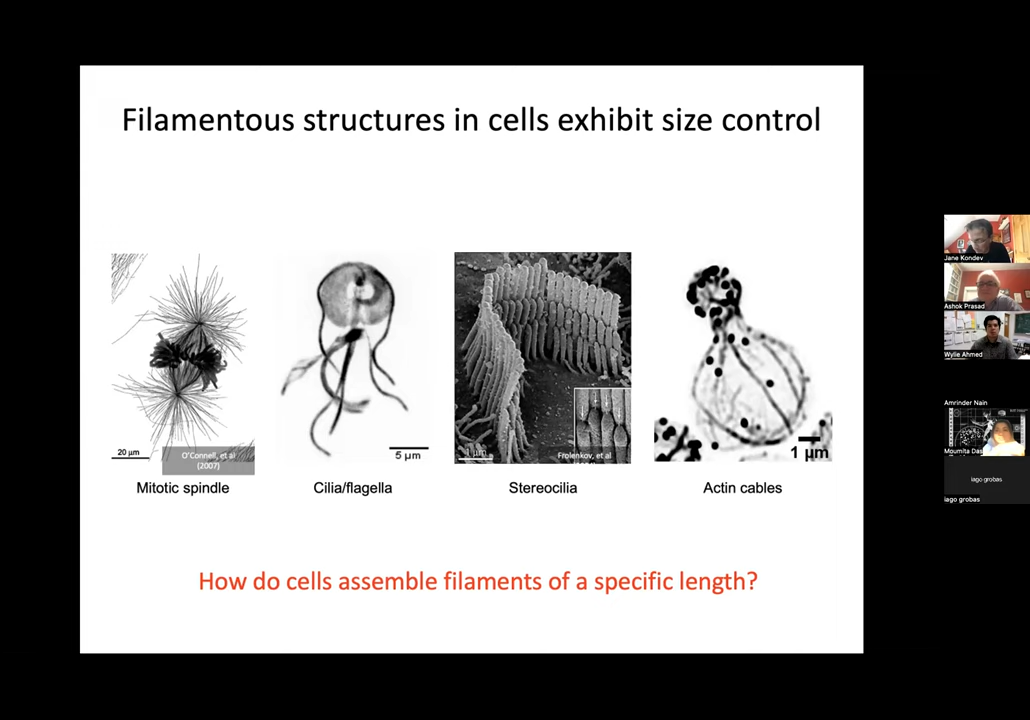 Filamentous structures in cells exhibit size control
20 μm
O'Connell, et al
(2007)
5 μm
1 μm
Frolenkov, et al
1 μm
Mitotic spindle
Cilia/flagella
Stereocilia
Actin cables
How do cells assemble filaments of a specific length?
Jane Kondev
Ashok Prasad
Wylie Ahmed
Amrinder Nain
Moumita Das
iago grobas
iago grobas